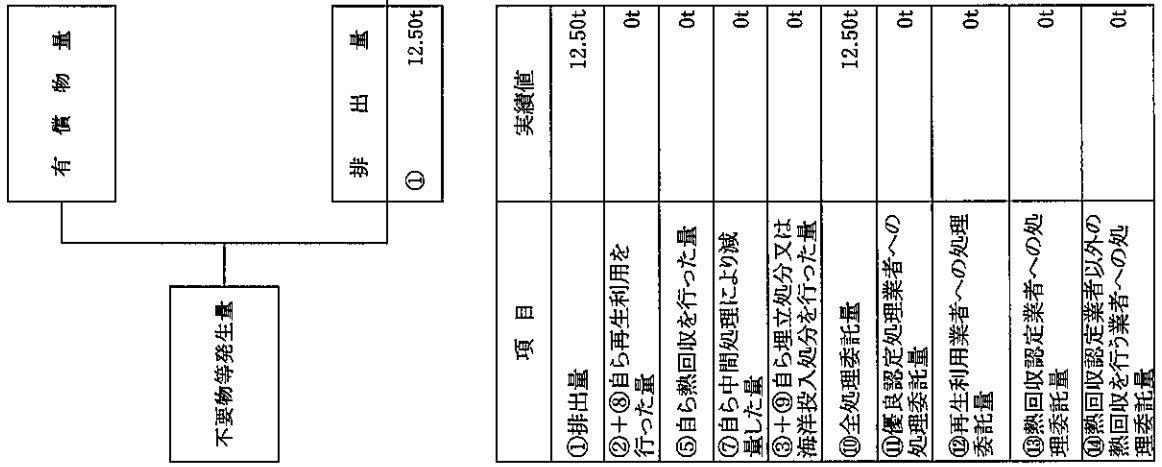 有償物量
不要物等発生量
排出量
① 12.50t
項目 実績値
①排出量 12.50t
②+⑧自ら再生利用を
行った量 0t
⑤自ら熱回収を行った量 0t
⑦自ら中間処理により減
量した量 0t
③+⑨自ら埋立処分又は
海洋投入処分を行った量 0t
⑩全処理委託量 12.50t
⑪優良認定処理業者への
処理委託量 0t
⑫再生利用業者への処理
委託量 0t
⑬熱回収認定業者への処
理委託量 0t
⑭熱回収認定業者以外の
熱回収を行う業者への処
理委託量 0t